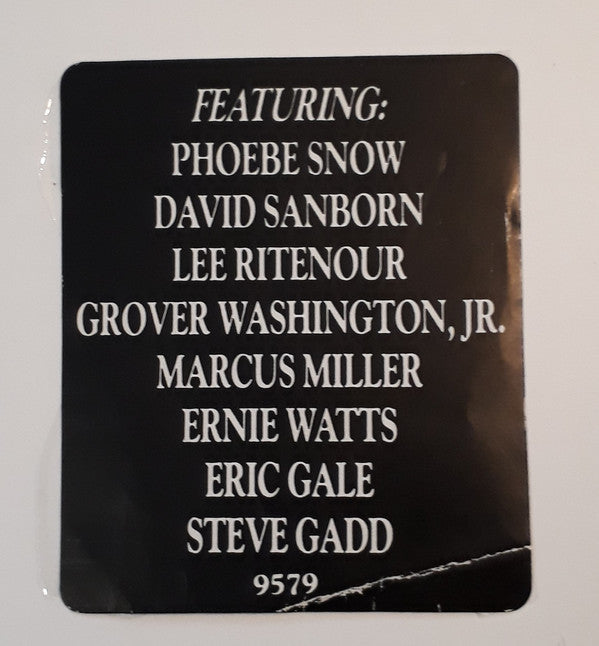 FEATURING:
PHOEBE SNOW
DAVID SANBORN
LEE RITENOUR
GROVER WASHINGTON, JR.
MARCUS MILLER
ERNIE WATTS
ERIC GALE
STEVE GADD
9579